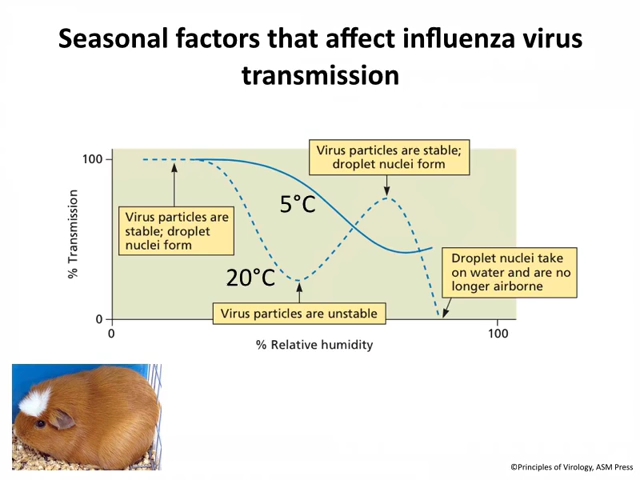 Seasonal factors that affect influenza virus
transmission
Virus particles are stable;
droplet nuclei form
100
5°C
Virus particles are
stable; droplet
nuclei form
% Transmission
20°C
Droplet nuclei take
on water and are no
longer airborne
Virus particles are unstable
0
0
100
% Relative humidity
©Principles of Virology, ASM Press